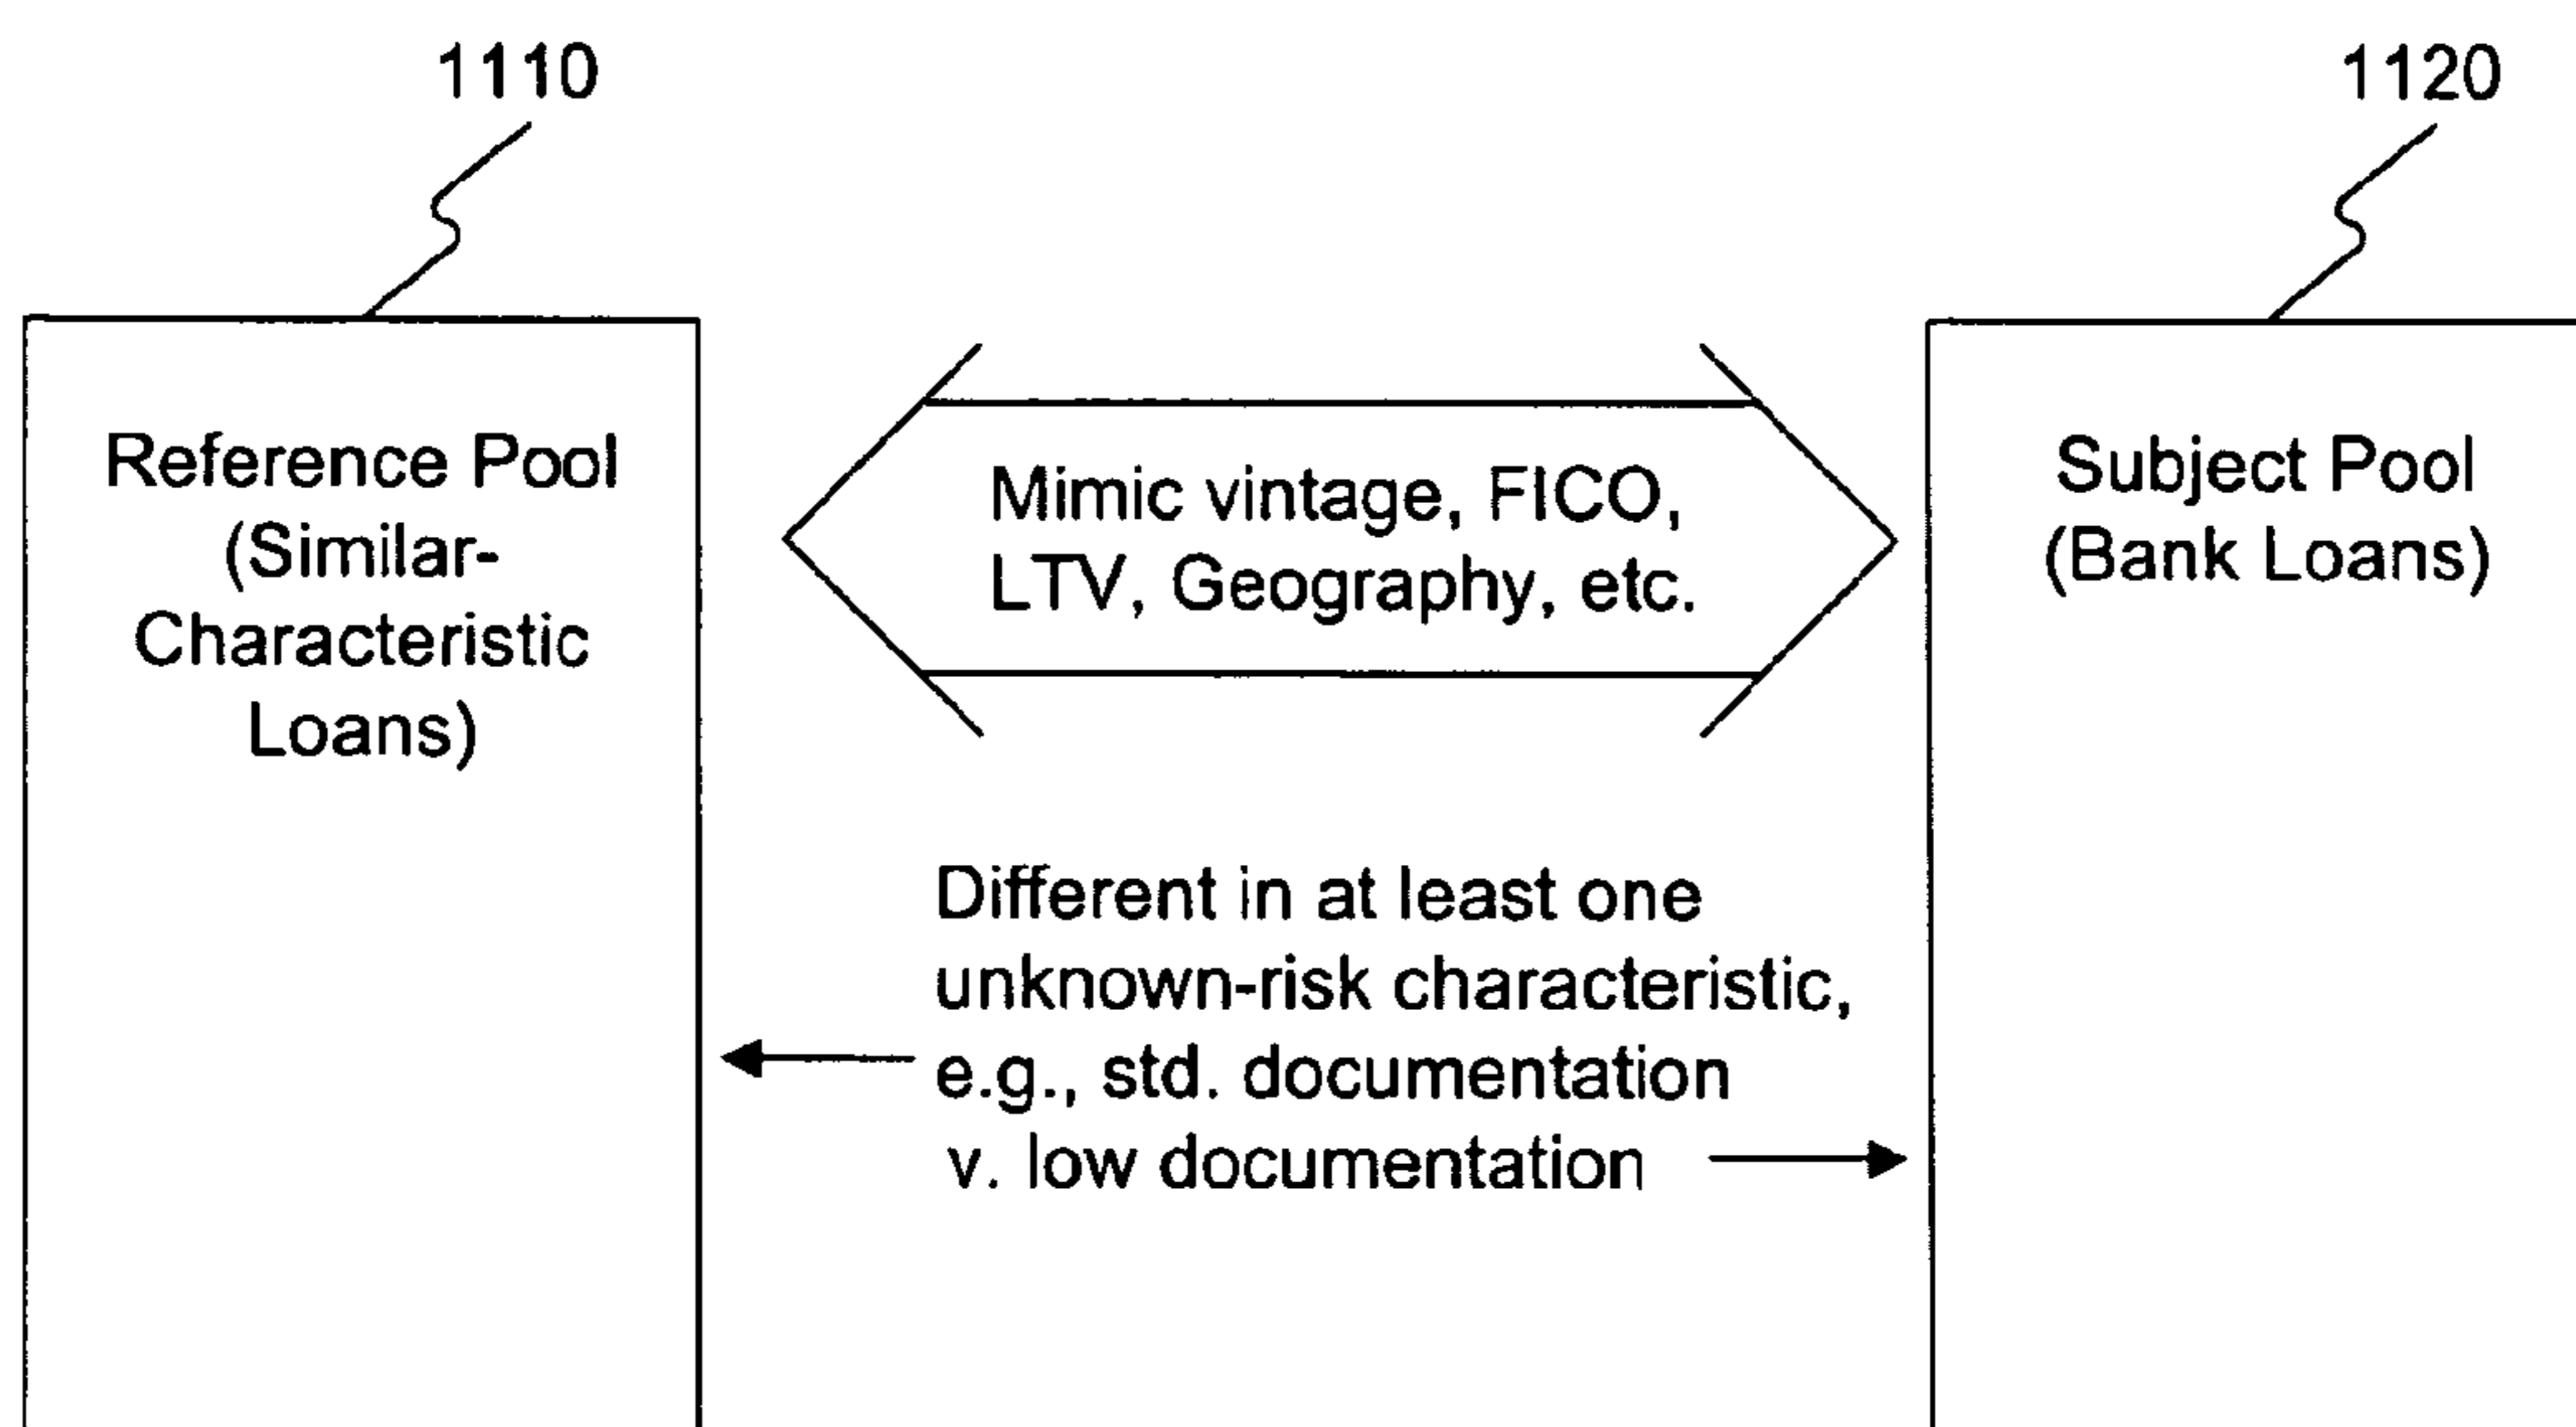 1110
1120
Reference Pool
(Similar-
Characteristic
Loans)
Mimic vintage, FICO,
LTV, Geography, etc.
Subject Pool
(Bank Loans)
Different in at least one
unknown-risk characteristic,
e.g., std. documentation
v. low documentation